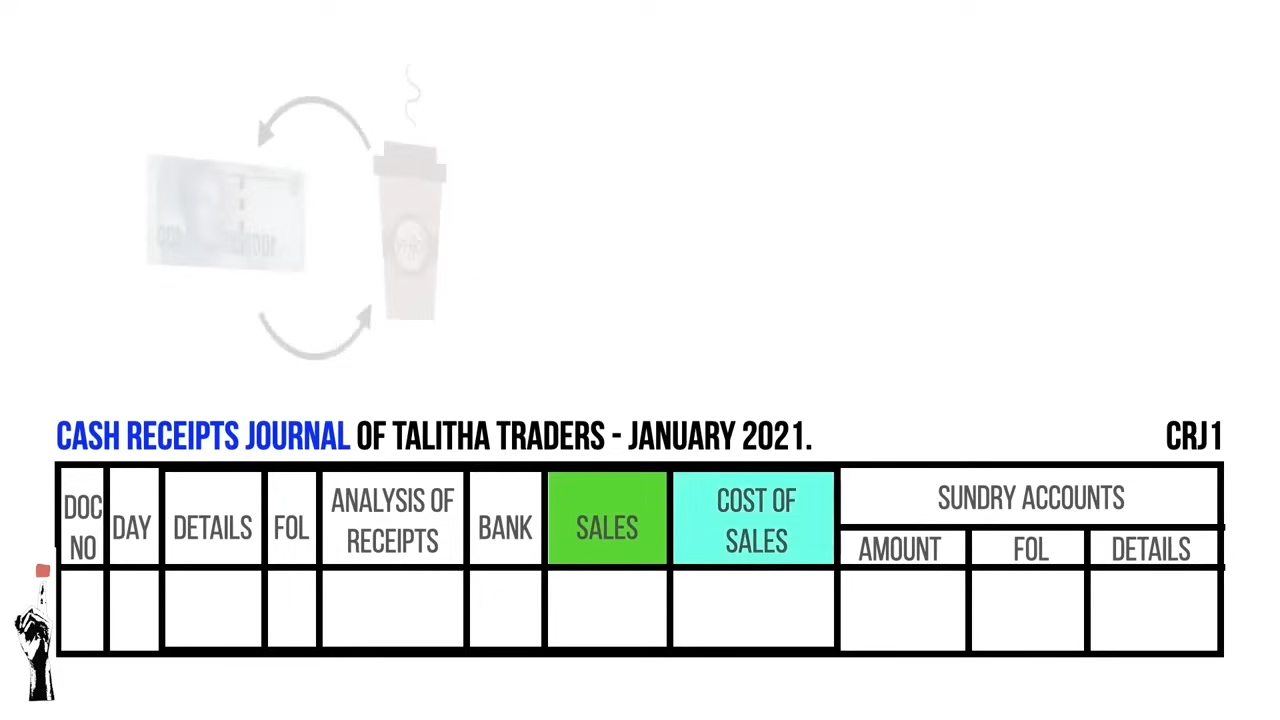 CASH RECEIPTS JOURNAL OF TALITHA TRADERS - JANUARY 2021.
CRJ1
DOC NO
DAY
DETAILS
FOL
ANALYSIS OF RECEIPTS
BANK
SALES
COST OF SALES
SUNDRY ACCOUNTS
AMOUNT
FOL
DETAILS